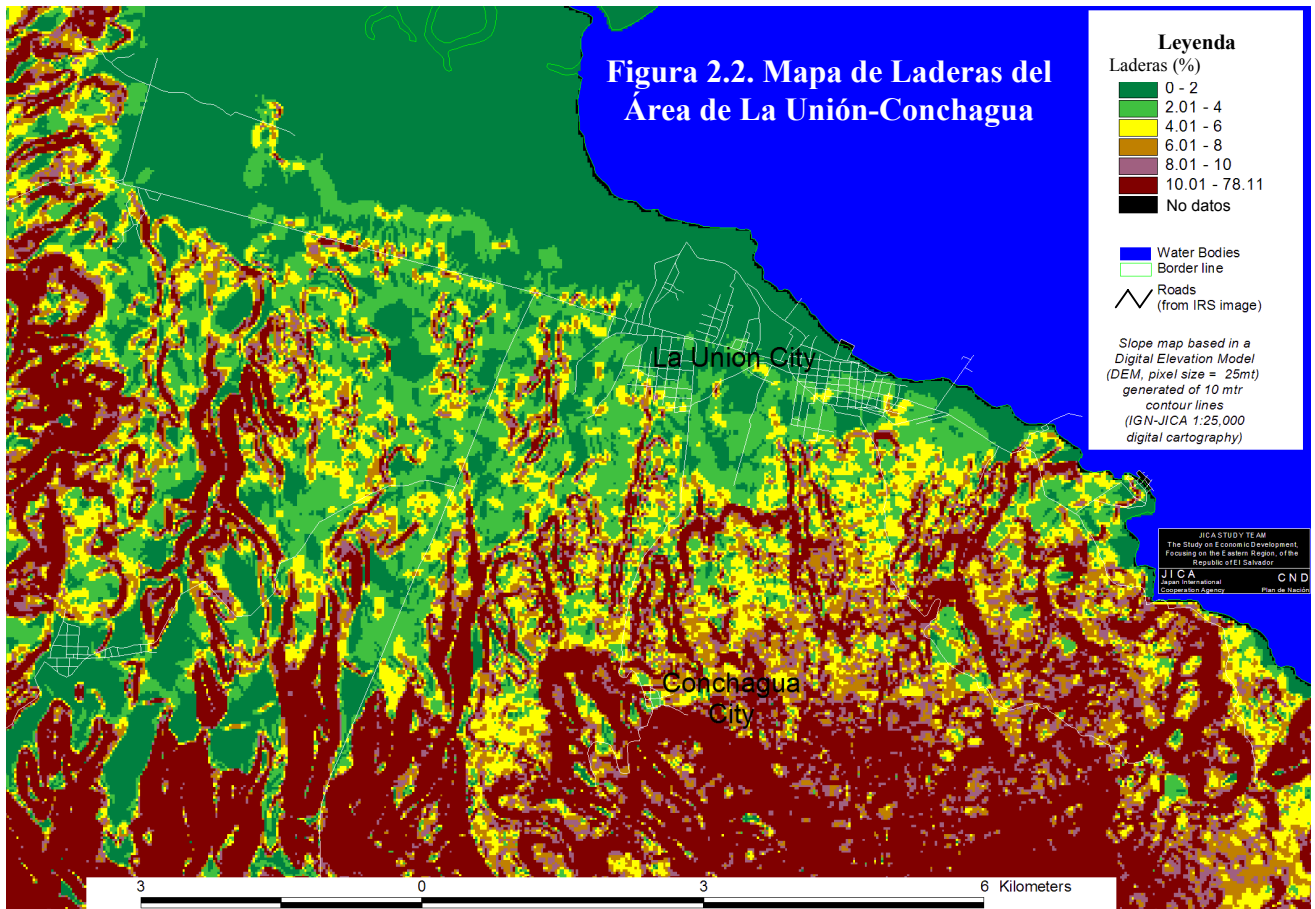 Figura 2.2. Mapa de Laderas del
Área de La Unión-Conchagua
Leyenda
Laderas (%)
0 - 2
2.01 - 4
4.01 - 6
6.01 - 8
8.01 - 10
10.01 - 78.11
No datos
Water Bodies
Border line
Roads
(from IRS image)
Slope map based in a
Digital Elevation Model
(DEM, pixel size = 25mt)
generated of 10 mtr
contour lines
(IGN-JICA 1:25,000
digital cartography)
La Union City
JICA STUDY TEAM
The Study on Economic Development,
Focusing on the Eastern Region, of the
Republic of El Salvador
JICA
Japan International
Cooperation Agency
CND
Plan de Nación
Conchagua
City
3 0 3 6 Kilometers